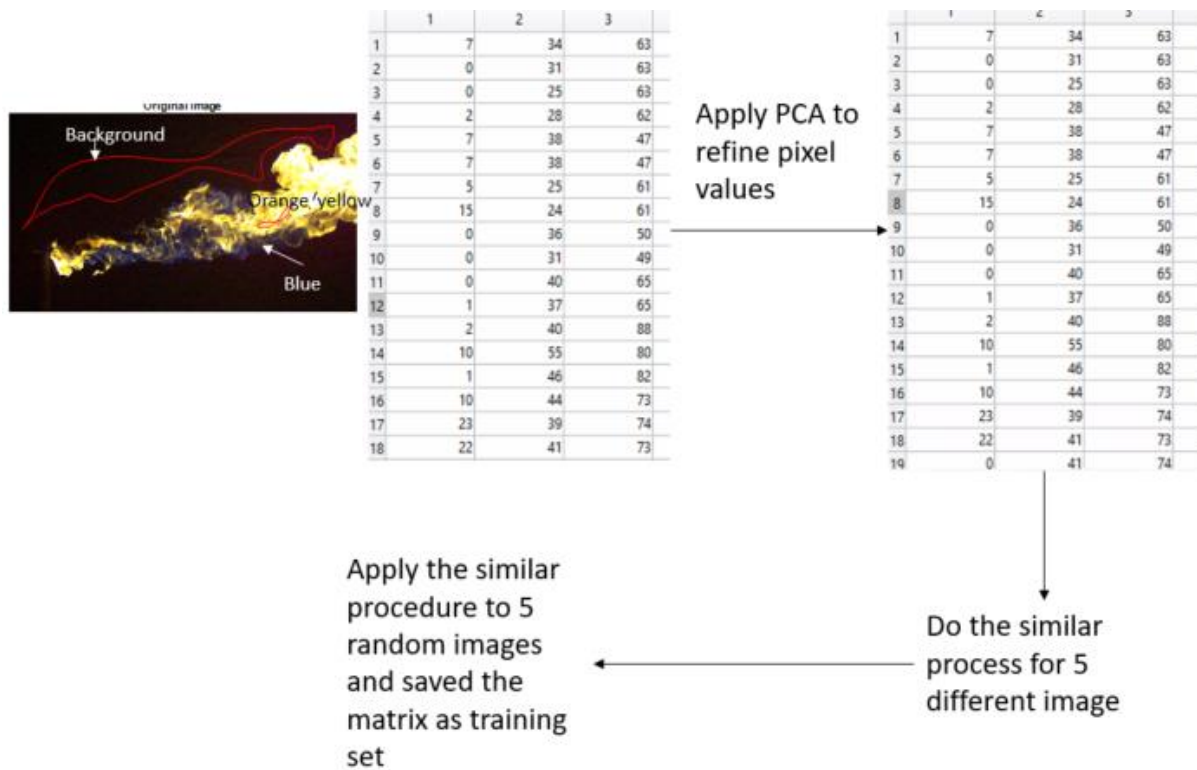 Original Image
Background
Orange/yellow
Blue
1 2 3
1 7 34 63
2 0 31 63
3 0 25 63
4 2 28 62
5 7 38 47
6 7 38 47
7 5 25 61
8 15 24 61
9 0 36 50
10 0 31 49
11 0 40 65
12 1 37 65
13 2 40 88
14 10 55 80
15 1 46 82
16 10 44 73
17 23 39 74
18 22 41 73
Apply PCA to
refine pixel
values
1 2 3
1 7 34 63
2 0 31 63
3 0 25 63
4 2 28 62
5 7 38 47
6 7 38 47
7 5 25 61
8 15 24 61
9 0 36 50
10 0 31 49
11 0 40 65
12 1 37 65
13 2 40 88
14 10 55 80
15 1 46 82
16 10 44 73
17 23 39 74
18 22 41 73
19 0 41 74
Do the similar
process for 5
different image
Apply the similar
procedure to 5
random images
and saved the
matrix as training
set